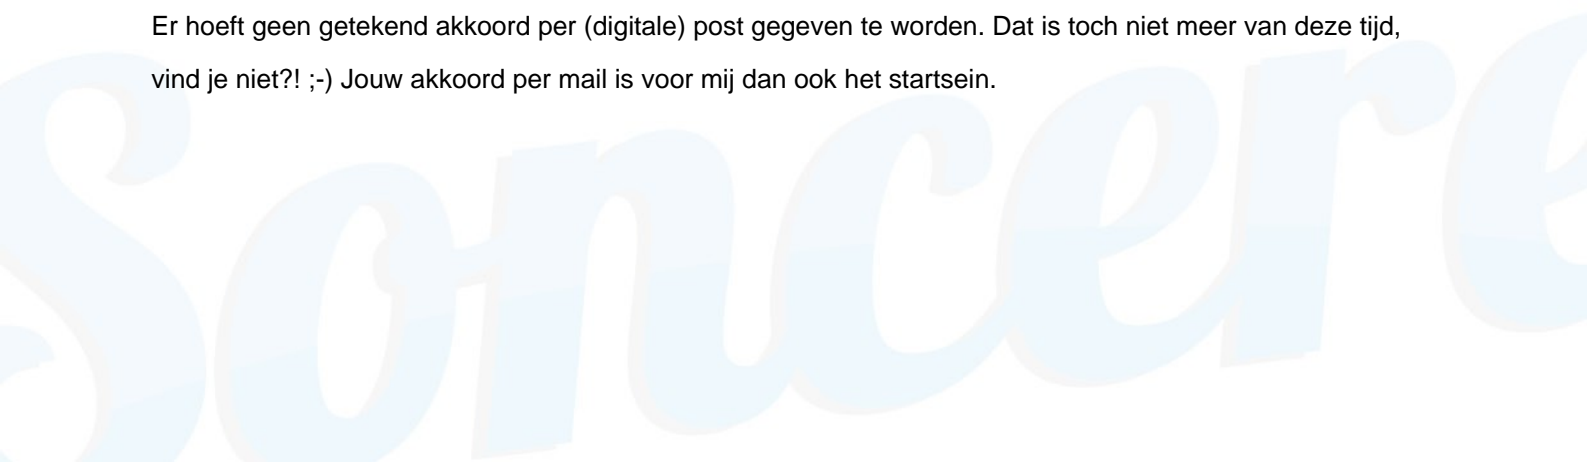 Er hoeft geen getekend akkoord per (digitale) post gegeven te worden. Dat is toch niet meer van deze tijd,
vind je niet?! ;-) Jouw akkoord per mail is voor mij dan ook het startsein.
Soncere